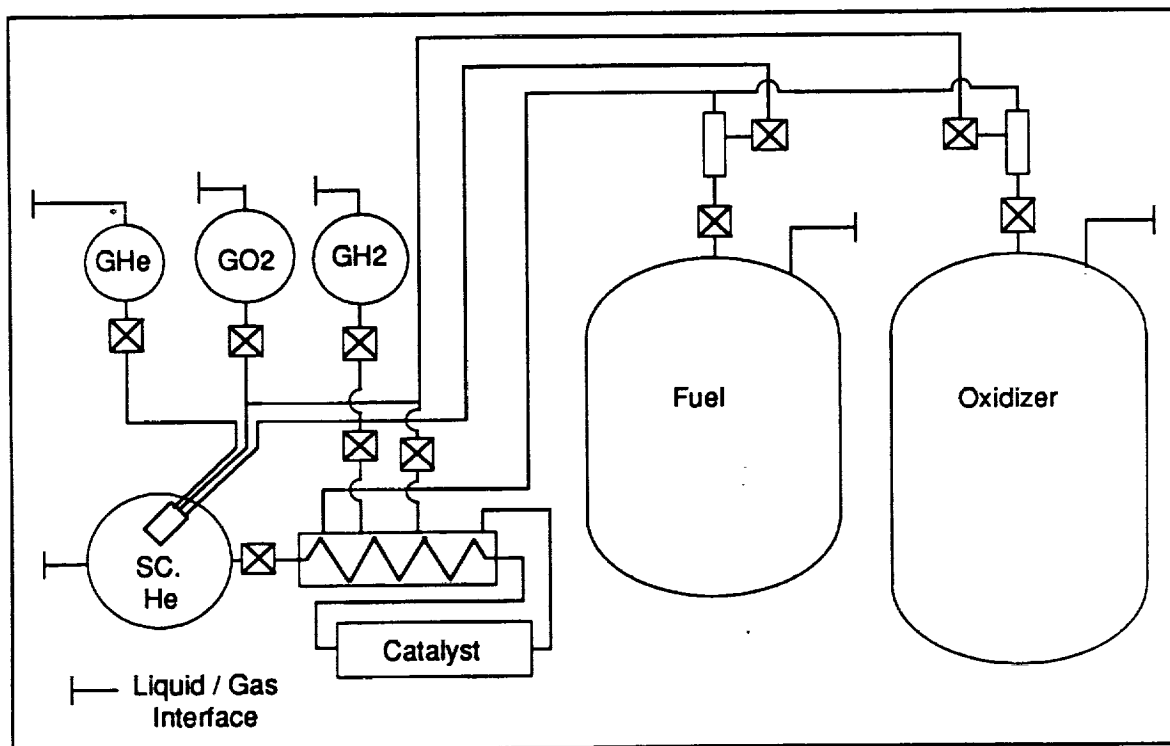 GHe
GO2
GH2
Fuel
Oxidizer
SC.
He
Catalyst
Liquid / Gas
Interface